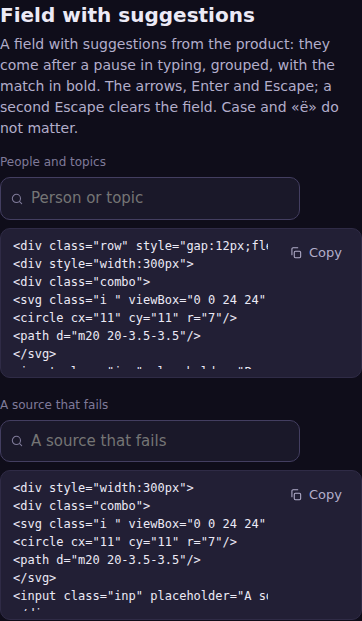 Field with suggestions
A field with suggestions from the product: they
come after a pause in typing, grouped, with the
match in bold. The arrows, Enter and Escape; a
second Escape clears the field. Case and «ё» do
not matter.
People and topics
Person or topic
<div class="row" style="gap:12px;fl
Copy
<div style="width:300px">
<div class="combo">
<svg class="i " viewBox="0 0 24 24"
<circle cx="11" cy="11" r="7"/>
<path d="m20 20-3.5-3.5"/>
</svg>
A source that fails
A source that fails
<div style="width:300px">
Copy
<div class="combo">
<svg class="i " viewBox="0 0 24 24"
<circle cx="11" cy="11" r="7"/>
<path d="m20 20-3.5-3.5"/>
</svg>
<input class="inp" placeholder="A s